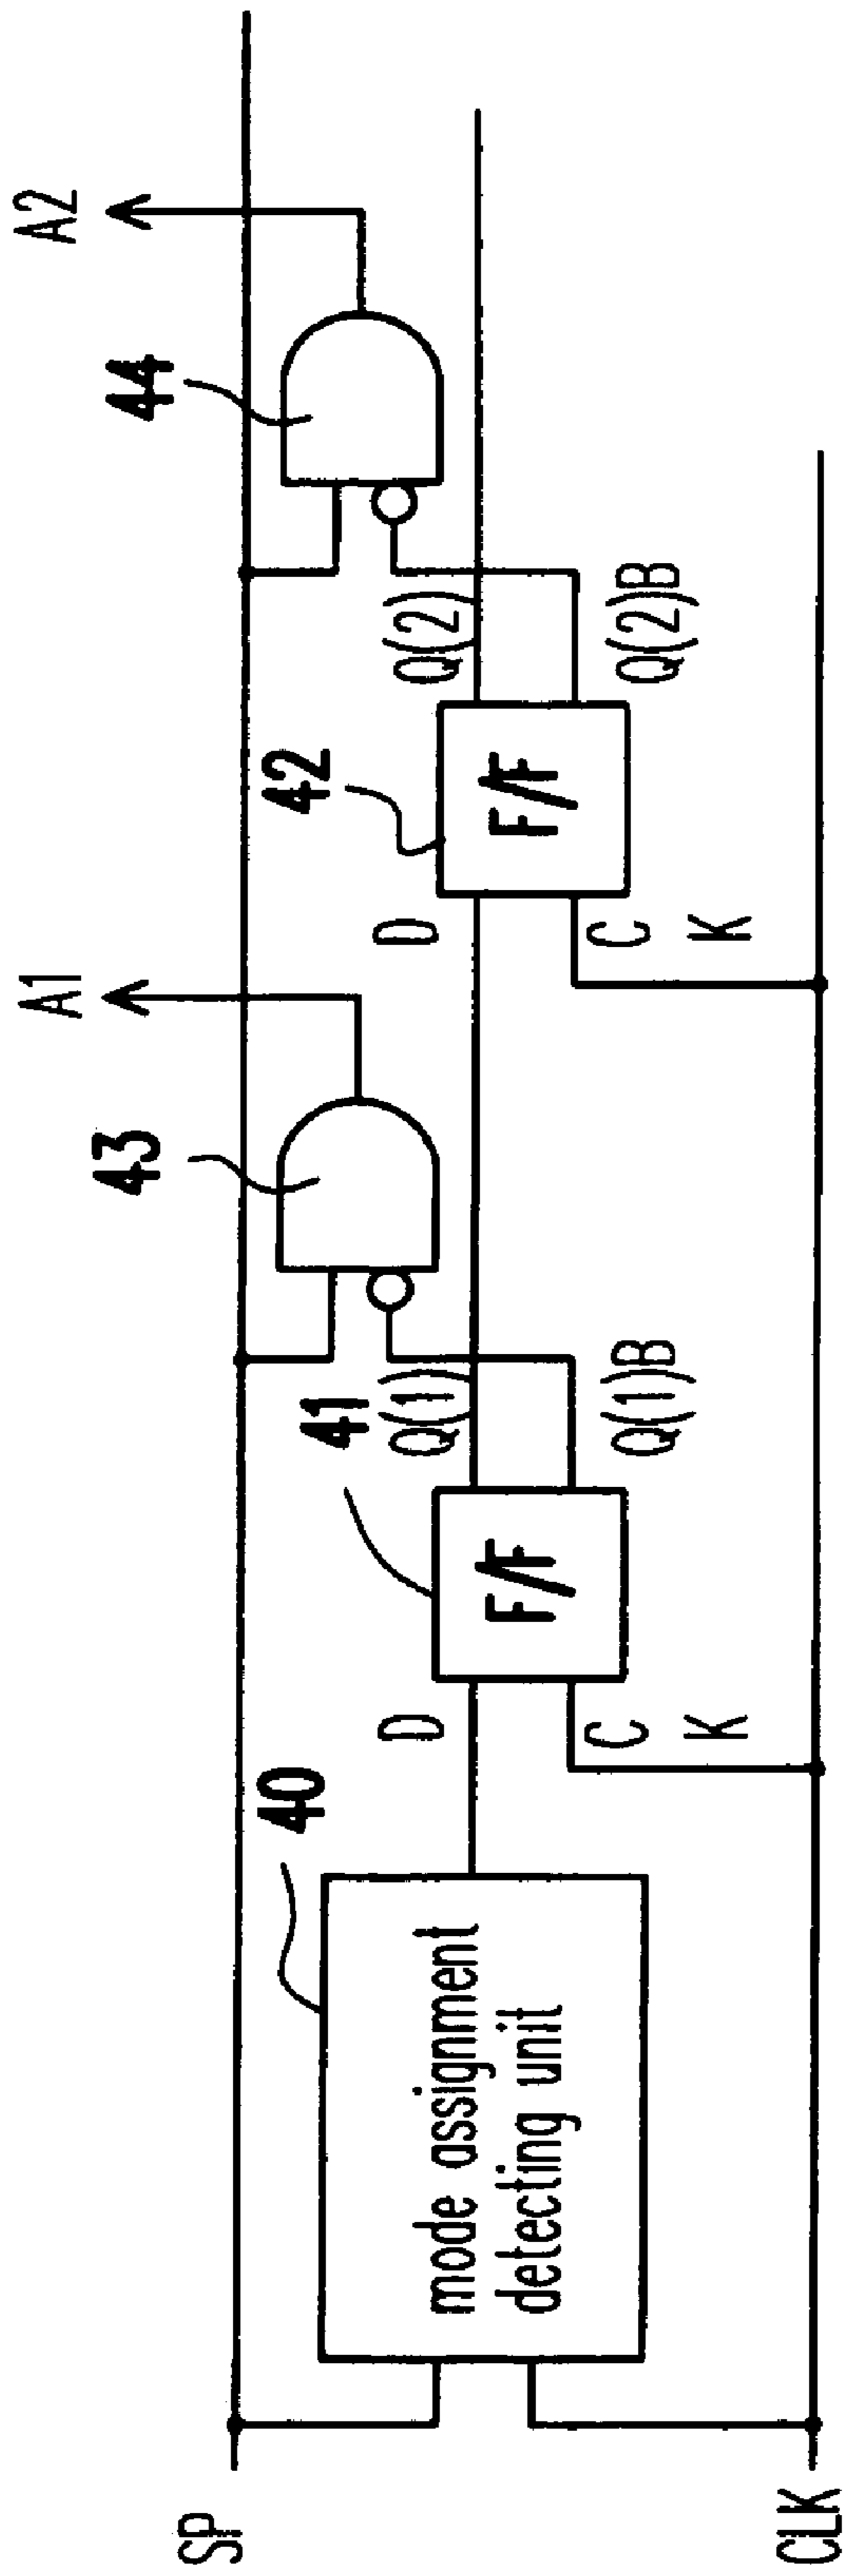 A1
A2
44
43
SP
42
Q(2)
41
Q(1)
40
D
D
F/F
F/F
mode assignment
detecting unit
Q(2)B
Q(1)B
C K
C K
CLK